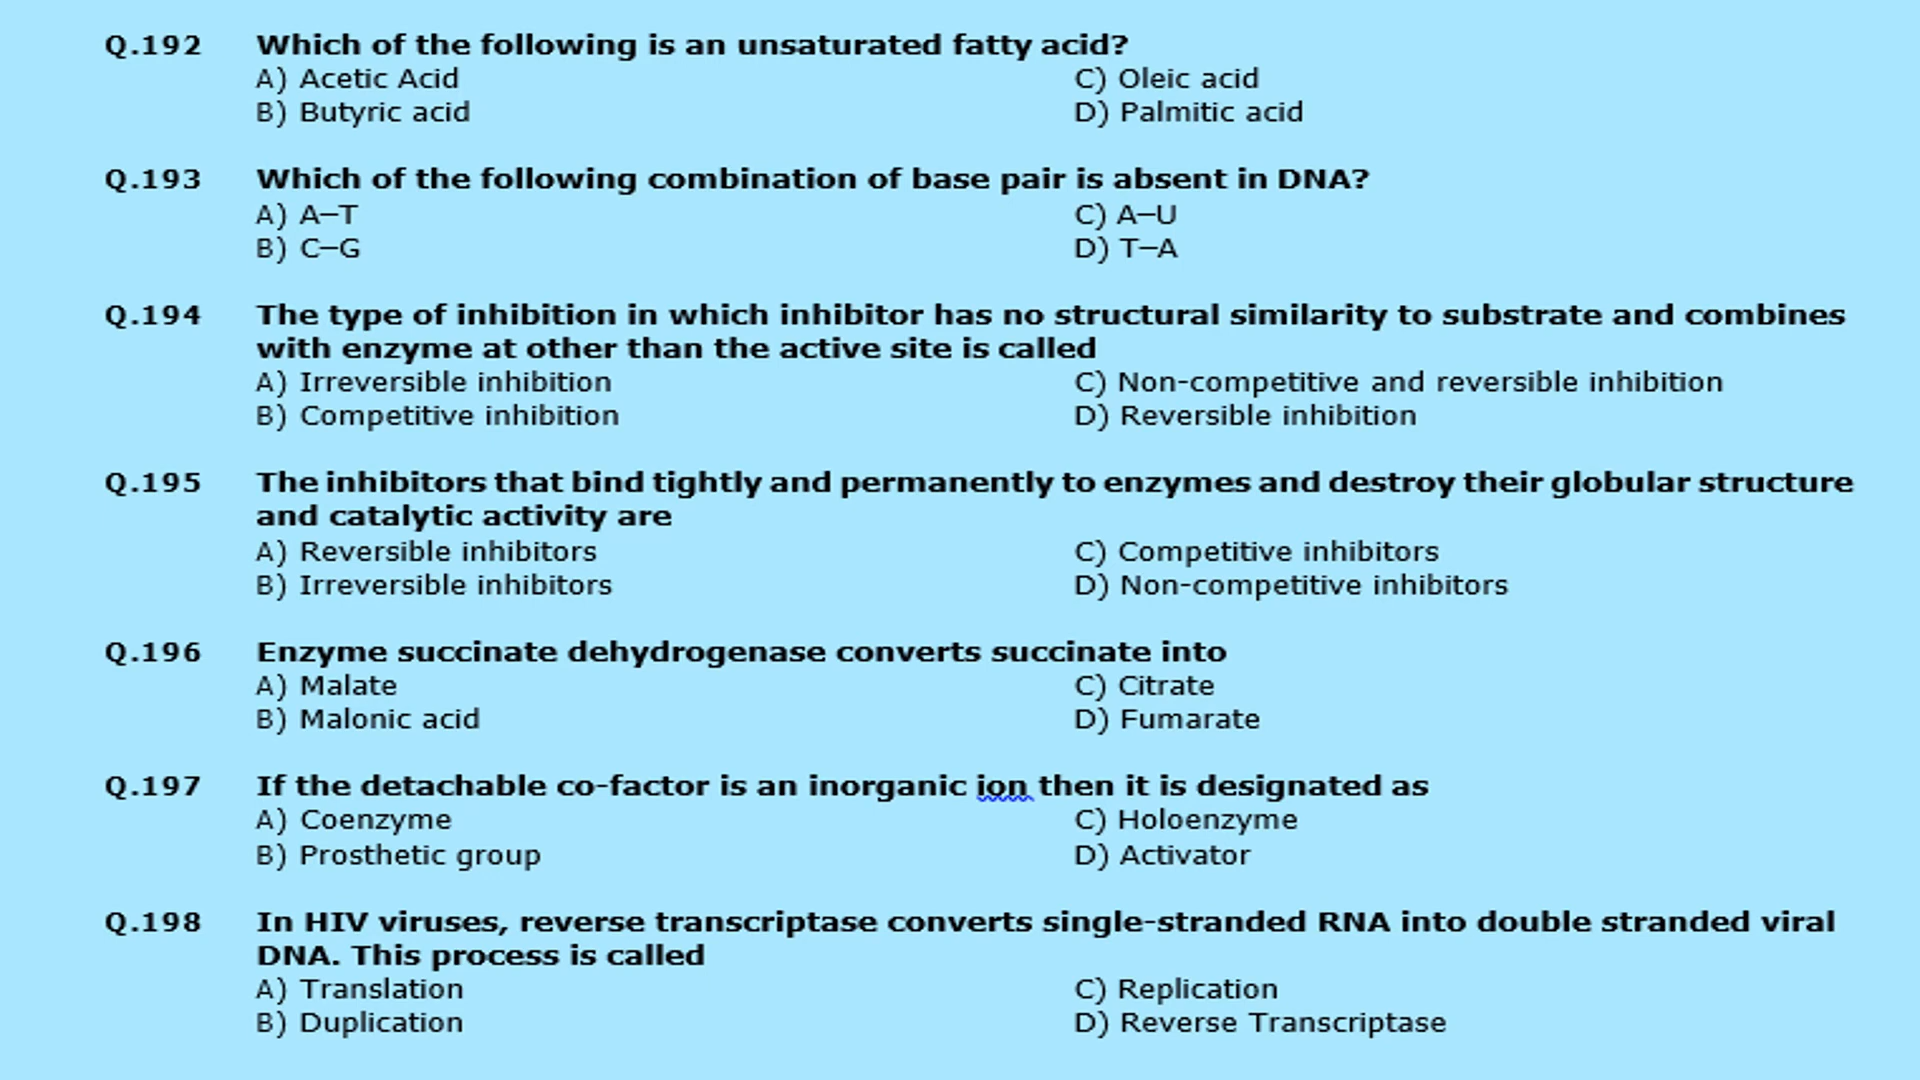 Q.192 Which of the following is an unsaturated fatty acid?
A) Acetic Acid C) Oleic acid
B) Butyric acid D) Palmitic acid
Q.193 Which of the following combination of base pair is absent in DNA?
A) A–T C) A–U
B) C–G D) T–A
Q.194 The type of inhibition in which inhibitor has no structural similarity to substrate and combines
with enzyme at other than the active site is called
A) Irreversible inhibition C) Non-competitive and reversible inhibition
B) Competitive inhibition D) Reversible inhibition
Q.195 The inhibitors that bind tightly and permanently to enzymes and destroy their globular structure
and catalytic activity are
A) Reversible inhibitors C) Competitive inhibitors
B) Irreversible inhibitors D) Non-competitive inhibitors
Q.196 Enzyme succinate dehydrogenase converts succinate into
A) Malate C) Citrate
B) Malonic acid D) Fumarate
Q.197 If the detachable co-factor is an inorganic ion then it is designated as
A) Coenzyme C) Holoenzyme
B) Prosthetic group D) Activator
Q.198 In HIV viruses, reverse transcriptase converts single-stranded RNA into double stranded viral
DNA. This process is called
A) Translation C) Replication
B) Duplication D) Reverse Transcriptase